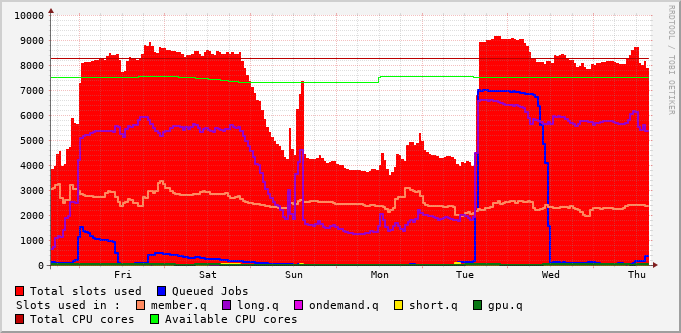 10000
9000
8000
7000
6000
5000
4000
3000
2000
1000
0
Fri Sat Sun Mon Tue Wed Thu
Total slots used Queued Jobs
Slots used in : member.q long.q ondemand.q short.q gpu.q
Total CPU cores Available CPU cores
RRDTOOL / TOBI OETIKER